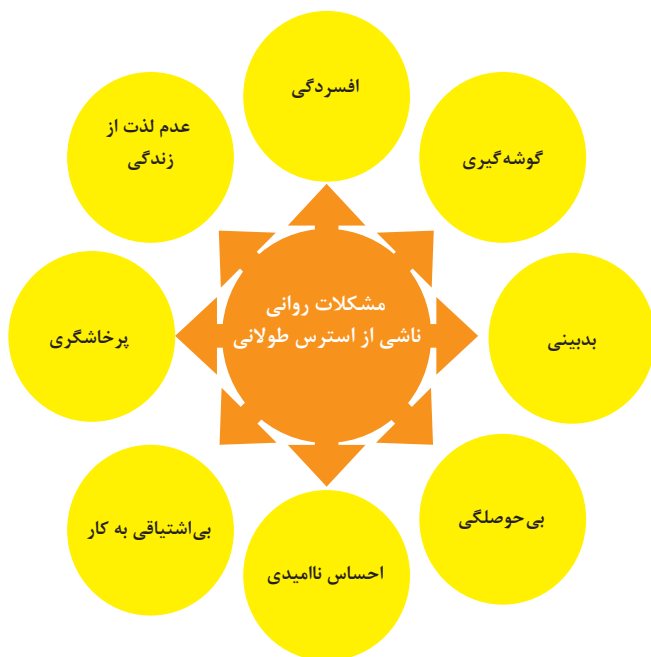 افسردگی
گوشه‌گیری
عدم لذت از
زندگی
مشکلات روانی
ناشی از استرس طولانی
بدبینی
پرخاشگری
بی‌حوصلگی
بی‌اشتیاقی به کار
احساس ناامیدی